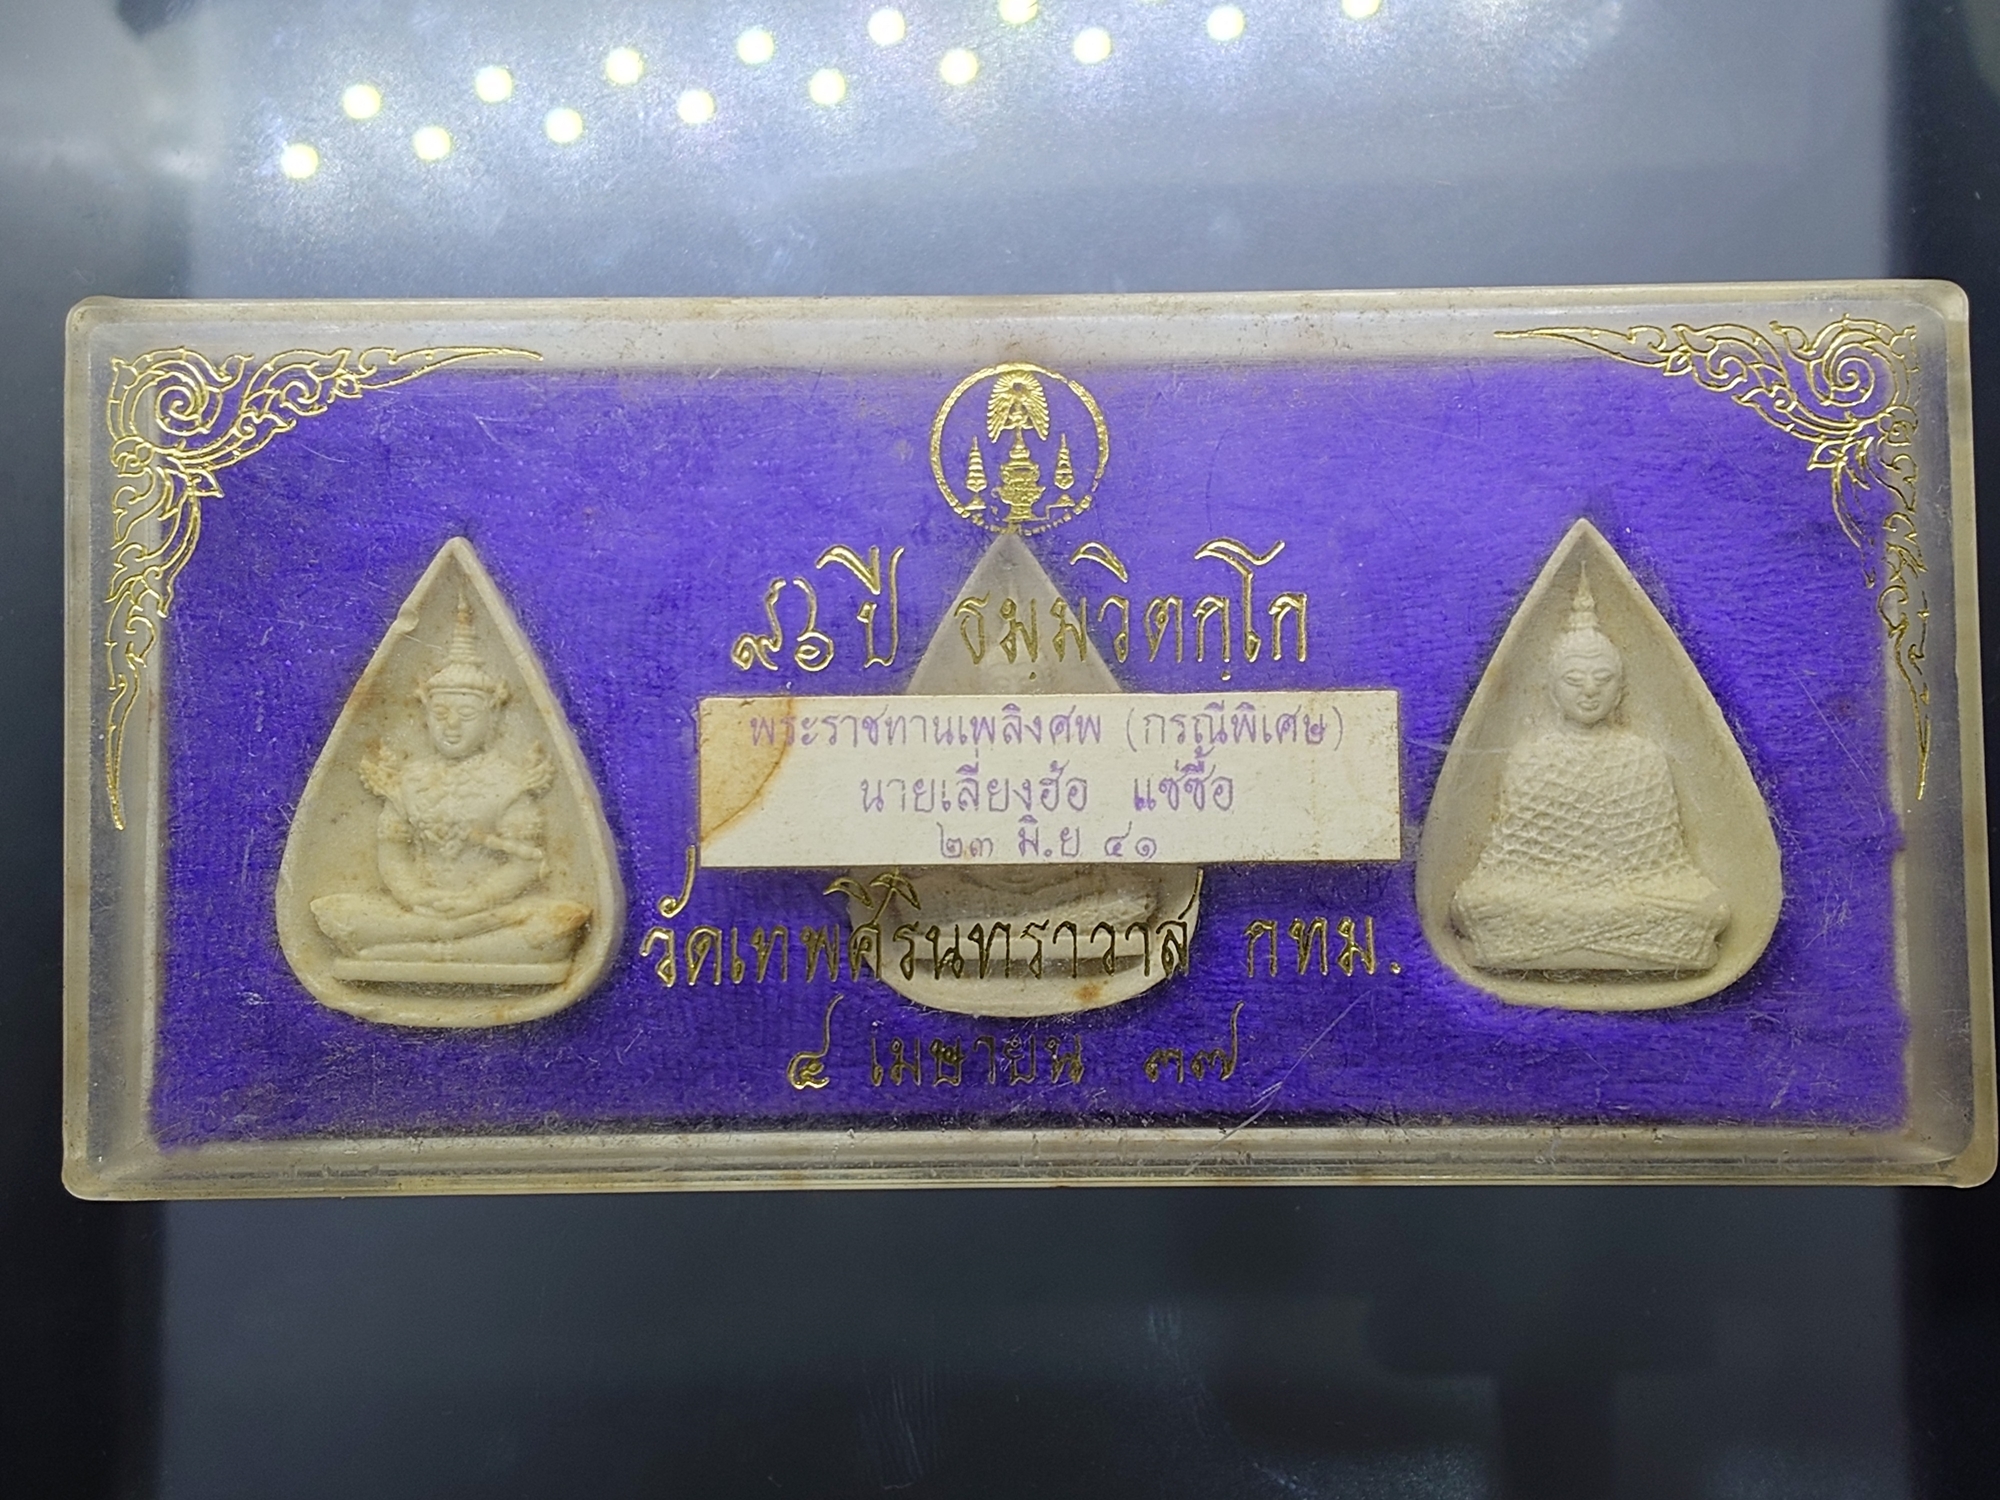 ๙๖ ปี ธมฺมวิตกฺโก
พระราชทานเพลิงศพ (กรณีพิเศษ)
นายเลี่ยงฮ้อ แซ่ซื้อ
๒๓ มิ.ย ๔๑
วัดเทพศิรินทราวาส กทม.
๔ เมษายน ๓๗